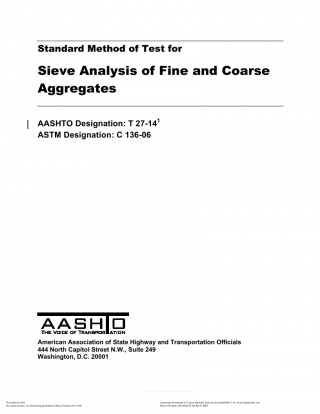 Standard Method of Test for
Sieve Analysis of Fine and Coarse
Aggregates
AASHTO Designation: T 27-14¹
ASTM Designation: C 136-06
AASHTO
THE VOICE OF TRANSPORTATION
American Association of State Highway and Transportation Officials
444 North Capitol Street N.W., Suite 249
Washington, D.C. 20001